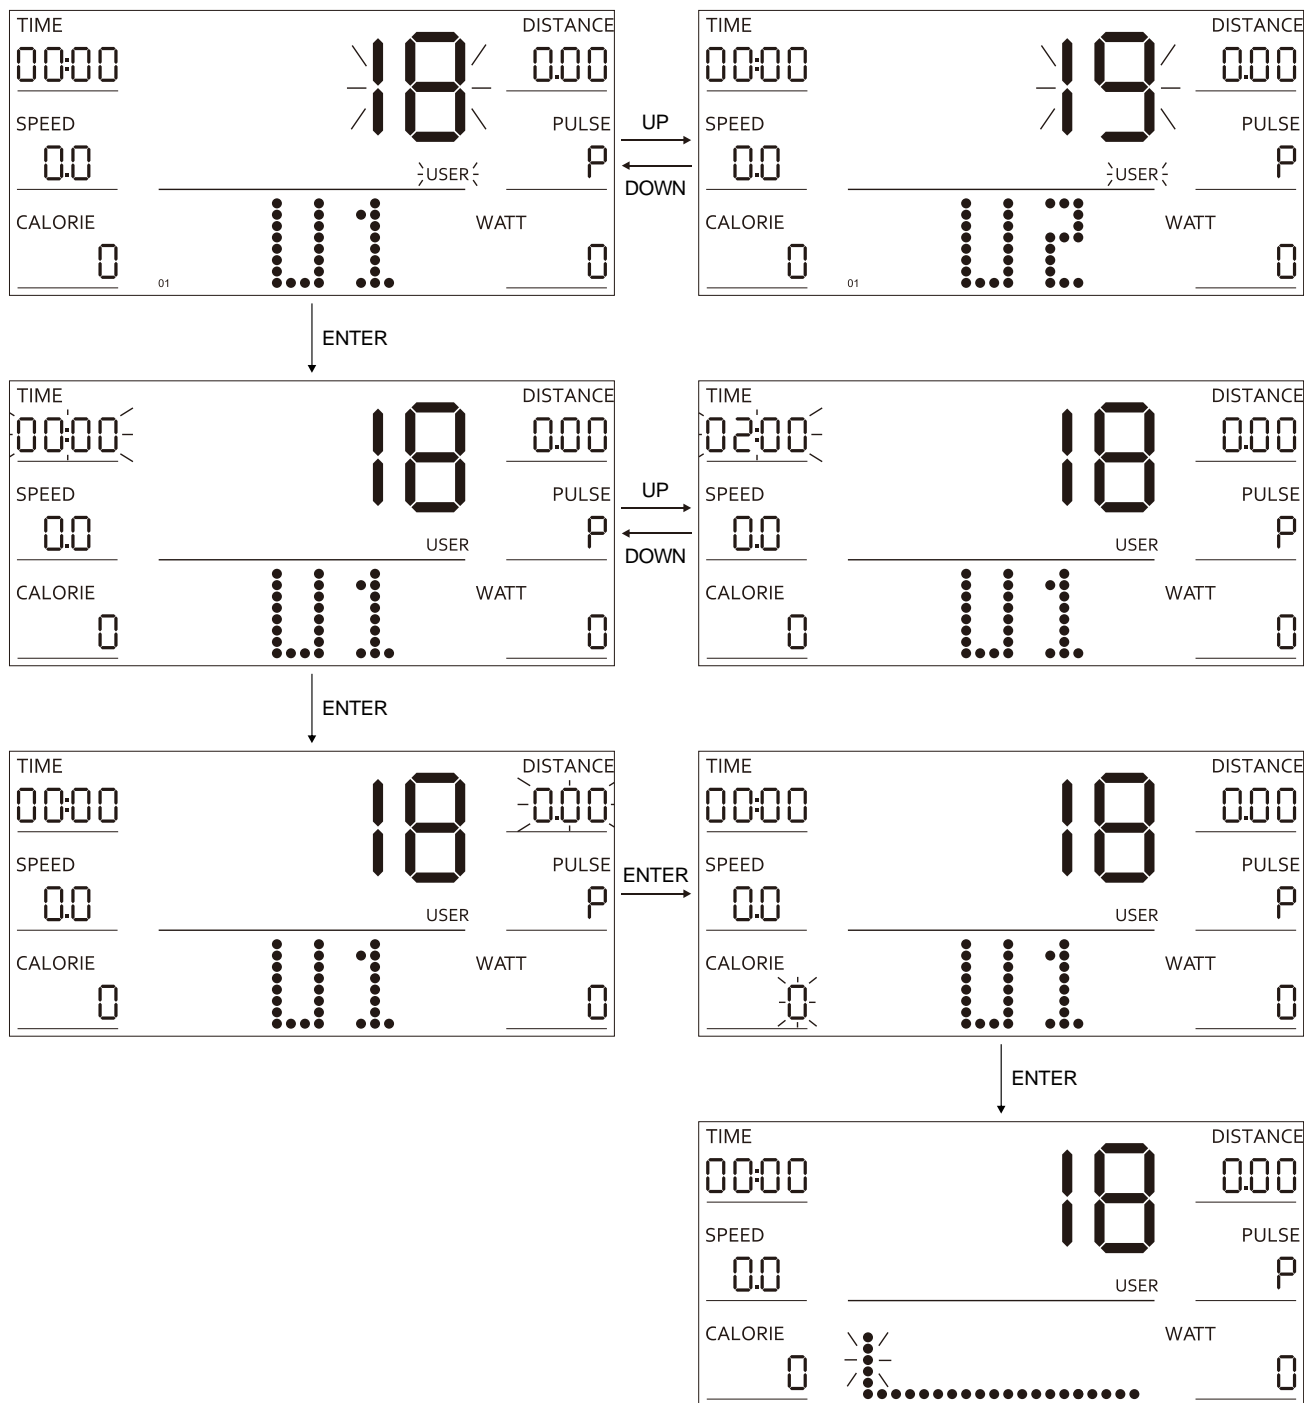 TIME 18 DISTANCE
00:00 0.00
SPEED PULSE
0.0 USER P
CALORIE U1 WATT
0 01 0
UP
DOWN
TIME 19 DISTANCE
00:00 0.00
SPEED PULSE
0.0 USER P
CALORIE U2 WATT
0 01 0
ENTER
TIME 18 DISTANCE
00:00 0.00
SPEED PULSE
0.0 USER P
CALORIE U1 WATT
0 0
UP
DOWN
TIME 18 DISTANCE
02:00 0.00
SPEED PULSE
0.0 USER P
CALORIE U1 WATT
0 0
ENTER
TIME 18 DISTANCE
00:00 0.00
SPEED PULSE
0.0 USER P
CALORIE U1 WATT
0 0
ENTER
TIME 18 DISTANCE
00:00 0.00
SPEED PULSE
0.0 USER P
CALORIE U1 WATT
0 0
ENTER
TIME 18 DISTANCE
00:00 0.00
SPEED PULSE
0.0 USER P
CALORIE WATT
0 0